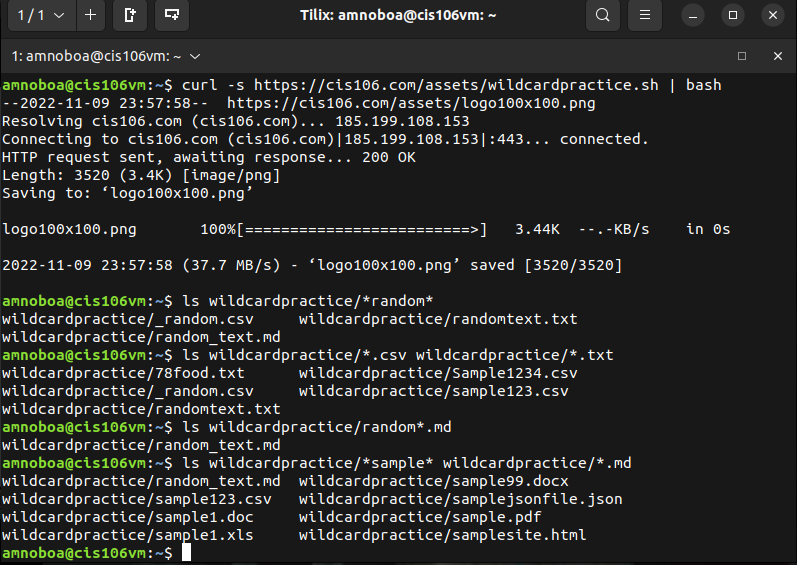 1 / 1
Tilix: amnoboa@cis106vm: ~
1: amnoboa@cis106vm: ~
amnoboa@cis106vm:~$ curl -s https://cis106.com/assets/wildcardpractice.sh | bash
--2022-11-09 23:57:58--  https://cis106.com/assets/logo100x100.png
Resolving cis106.com (cis106.com)... 185.199.108.153
Connecting to cis106.com (cis106.com)|185.199.108.153|:443... connected.
HTTP request sent, awaiting response... 200 OK
Length: 3520 (3.4K) [image/png]
Saving to: ‘logo100x100.png’
logo100x100.png       100%[=========================>]   3.44K  --.-KB/s    in 0s
2022-11-09 23:57:58 (37.7 MB/s) - ‘logo100x100.png’ saved [3520/3520]
amnoboa@cis106vm:~$ ls wildcardpractice/*random*
wildcardpractice/_random.csv     wildcardpractice/randomtext.txt
wildcardpractice/random_text.md
amnoboa@cis106vm:~$ ls wildcardpractice/*.csv wildcardpractice/*.txt
wildcardpractice/78food.txt      wildcardpractice/Sample1234.csv
wildcardpractice/_random.csv     wildcardpractice/sample123.csv
wildcardpractice/randomtext.txt
amnoboa@cis106vm:~$ ls wildcardpractice/random*.md
wildcardpractice/random_text.md
amnoboa@cis106vm:~$ ls wildcardpractice/*sample* wildcardpractice/*.md
wildcardpractice/random_text.md  wildcardpractice/sample99.docx
wildcardpractice/sample123.csv   wildcardpractice/samplejsonfile.json
wildcardpractice/sample1.doc     wildcardpractice/sample.pdf
wildcardpractice/sample1.xls     wildcardpractice/samplesite.html
amnoboa@cis106vm:~$